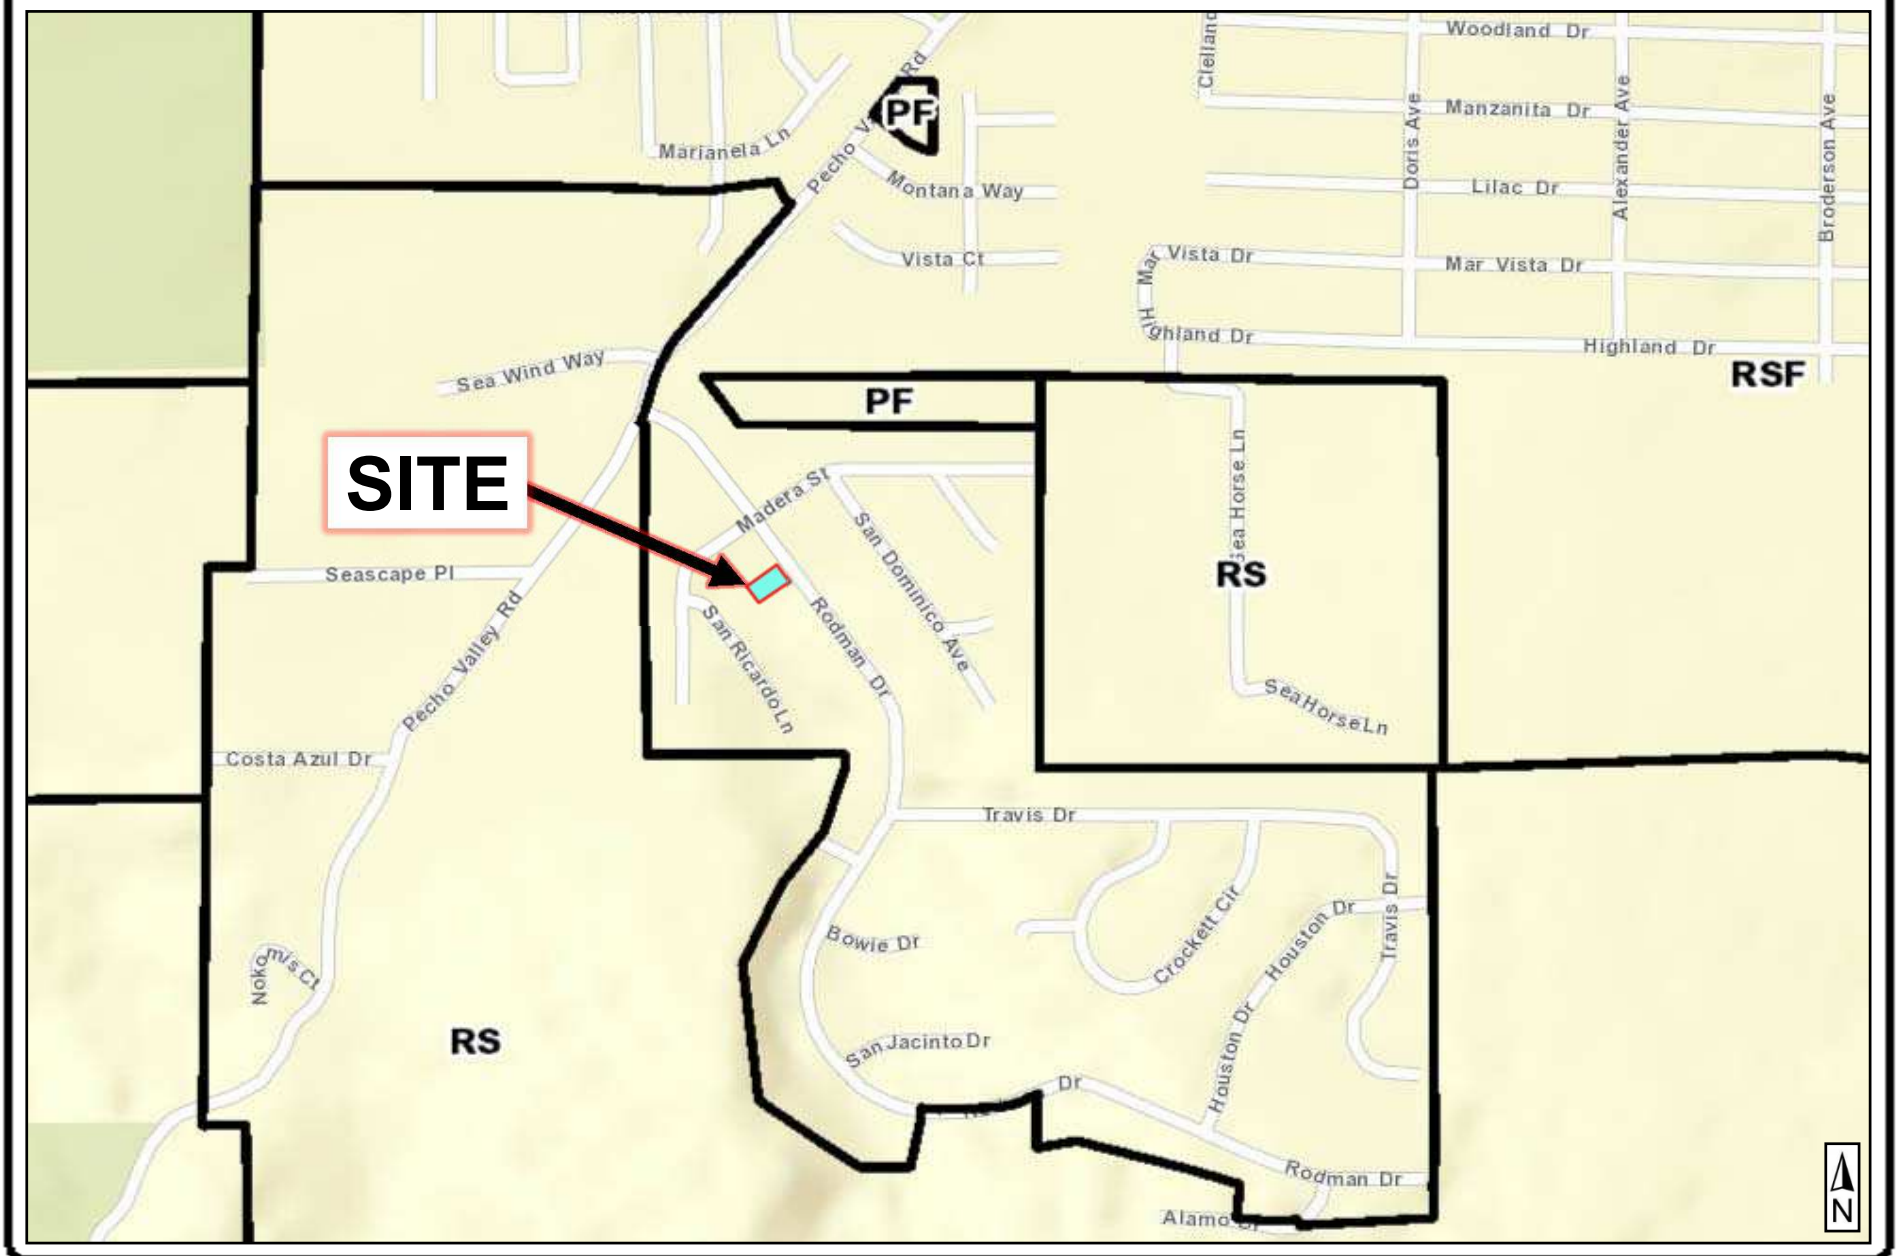 Woodland Dr
Clelland
Rd
PF
Manzanita Dr
Doris Ave
Alexander Ave
Broderson Ave
Marianela Ln
Pecho V
Montana Way
Lilac Dr
Vista Ct
Mar Vista Dr
Mar Vista Dr
Highland Dr
Highland Dr
RSF
Sea Wind Way
PF
SITE
Madera St
Sea Horse Ln
San Dominico Ave
Seascape Pl
RS
Rodman Dr
San Ricardo Ln
Pecho Valley Rd
Sea Horse Ln
Costa Azul Dr
Travis Dr
Travis Dr
Crockett Cir
Houston Dr
Bowie Dr
Nokomis Ct
Houston Dr
RS
San Jacinto Dr
Dr
Rodman Dr
Alamo Dr
N